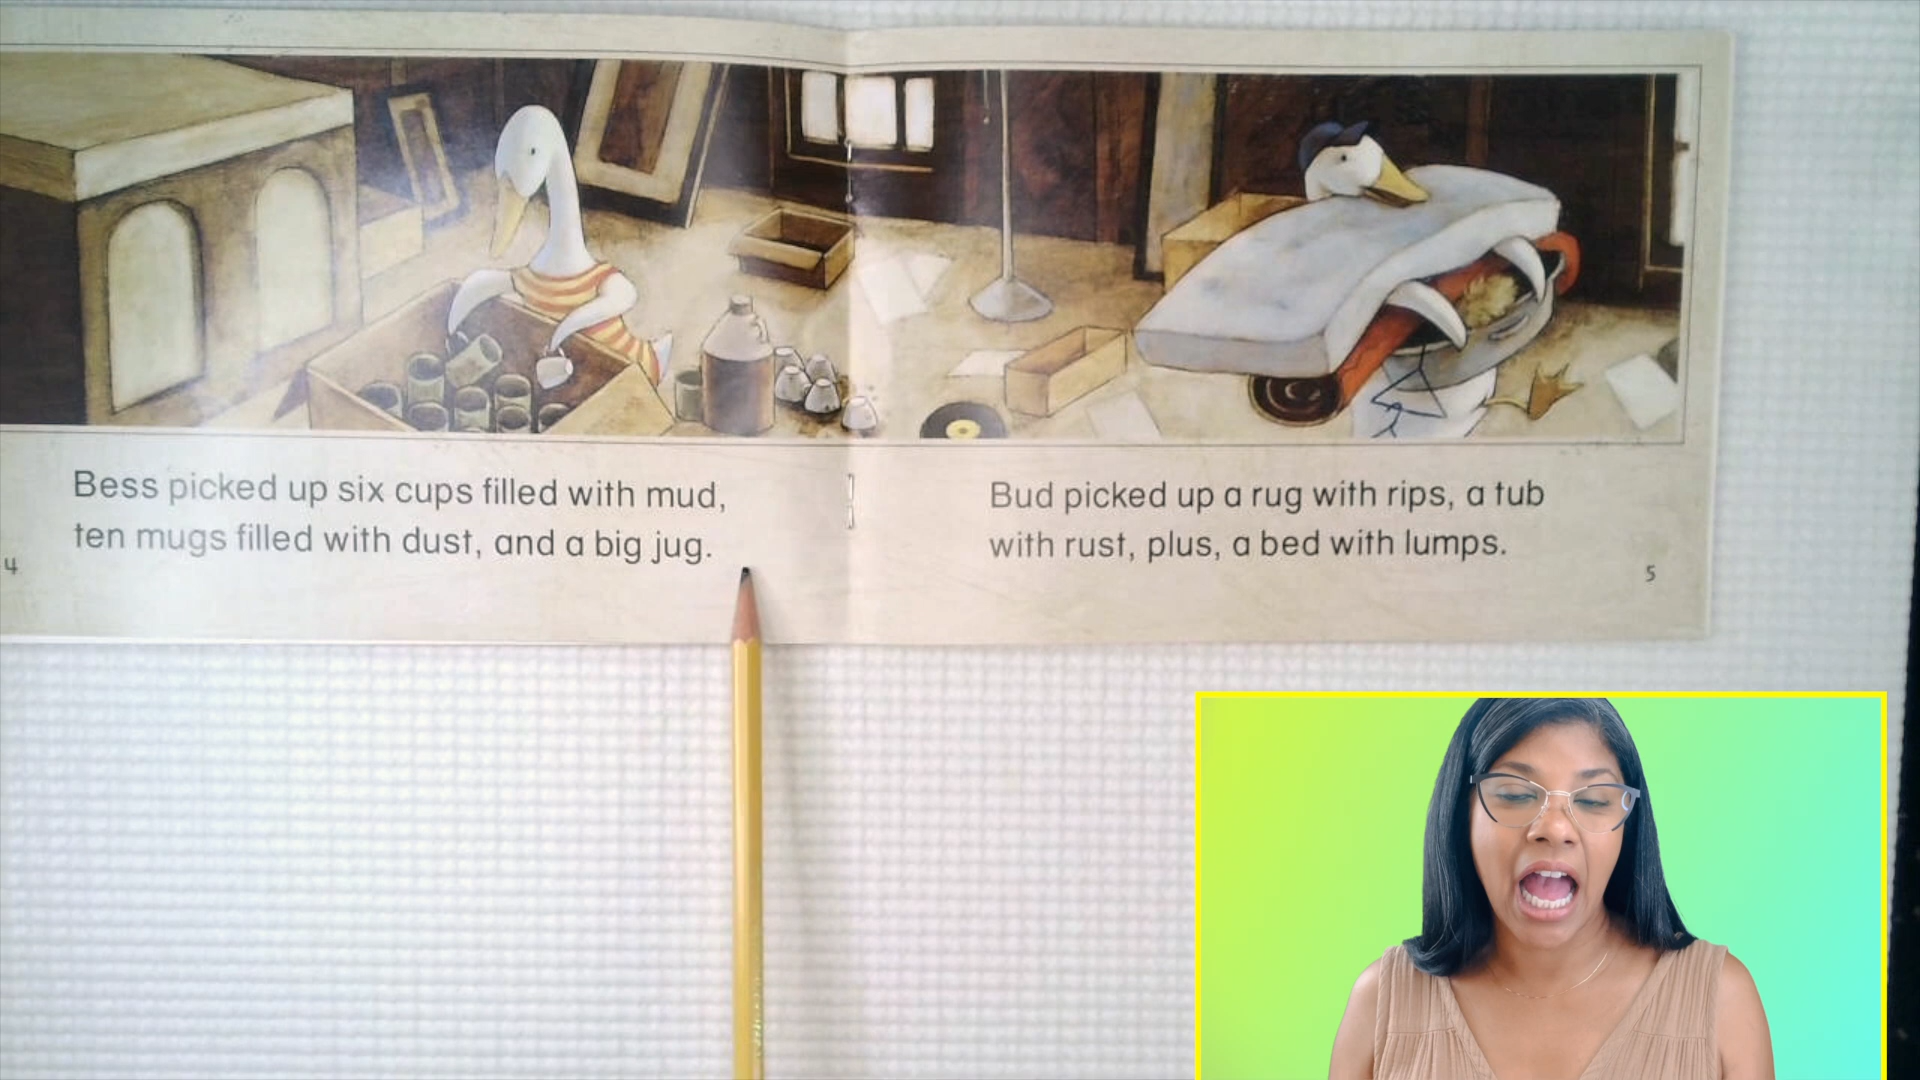 Bess picked up six cups filled with mud,
ten mugs filled with dust, and a big jug.
4
Bud picked up a rug with rips, a tub
with rust, plus, a bed with lumps.
5